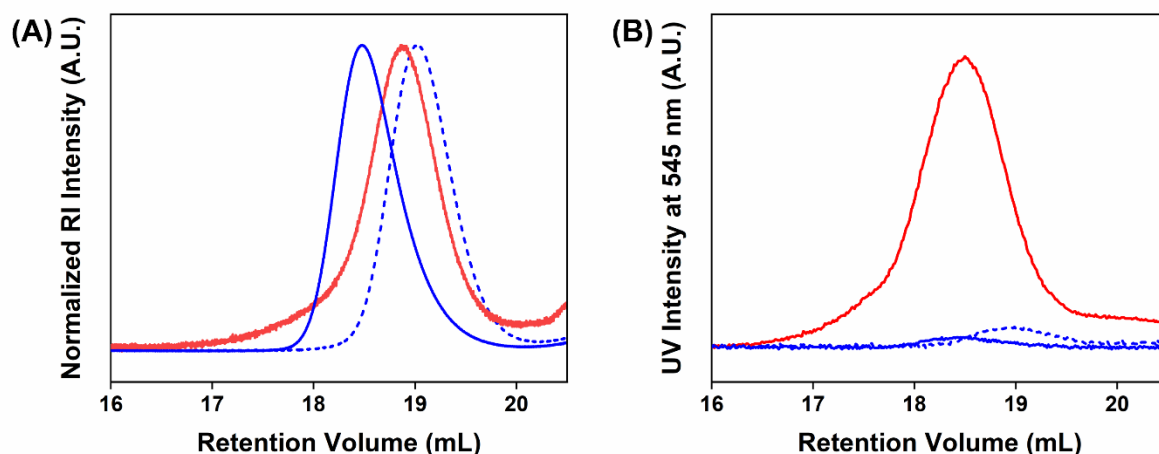 (A)
Normalized RI Intensity (A.U.)
16 17 18 19 20
Retention Volume (mL)
(B)
UV Intensity at 545 nm (A.U.)
16 17 18 19 20
Retention Volume (mL)